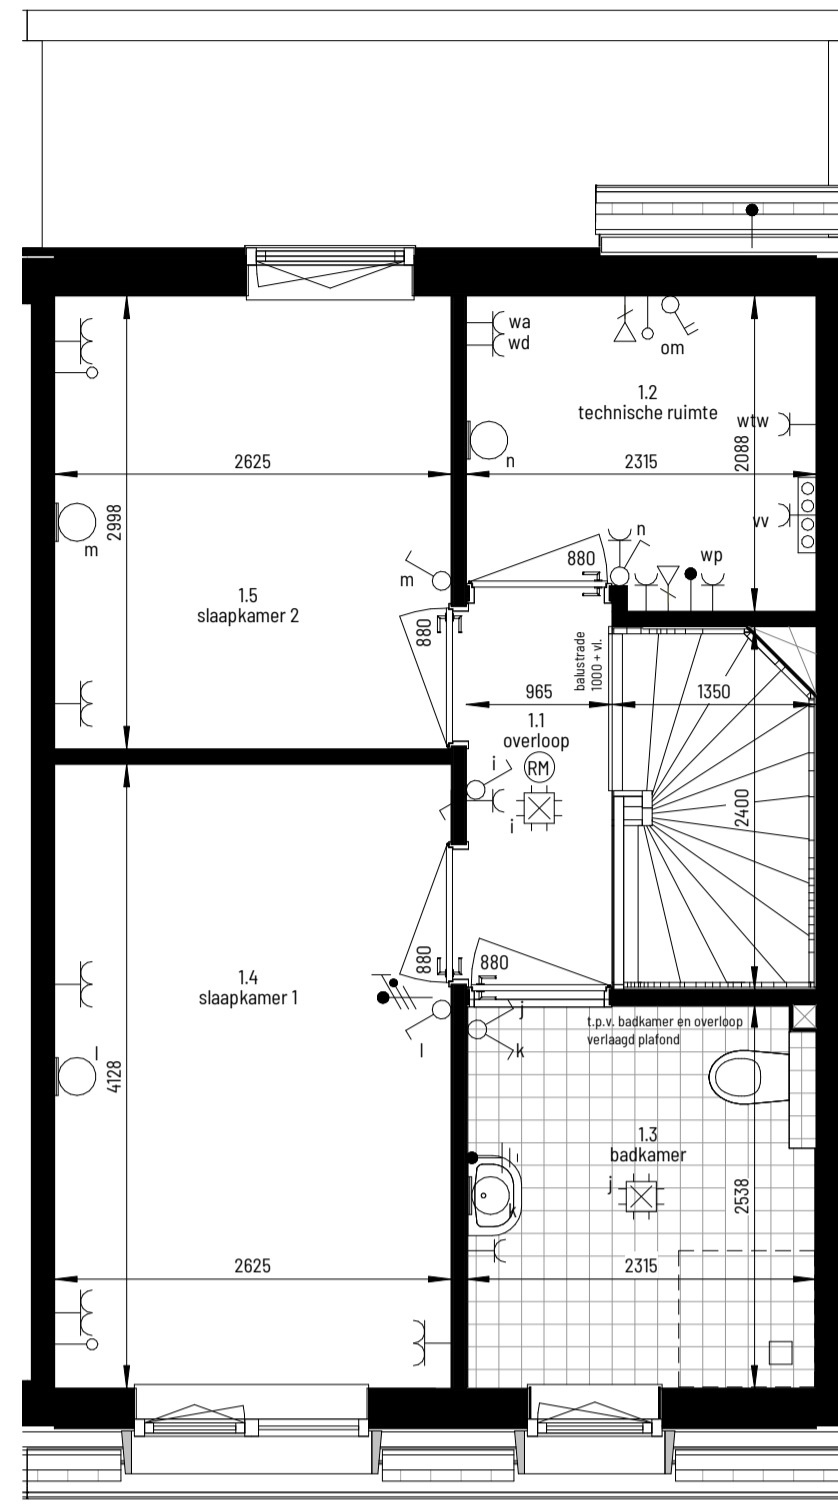 wa
wd
om
1.2
technische ruimte
wtw
2625
2315
2088
n
vv
2998
m
m
n
880
wp
1.5
slaapkamer 2
880
balustrade
1000 + vl.
965
1350
1.1
overloop
i
RM
i
2400
1.4
slaapkamer 1
880
880
l
l
4128
j
k
t.p.v. badkamer en overloop
verlaagd plafond
1.3
badkamer
j
k
2538
2625
2315